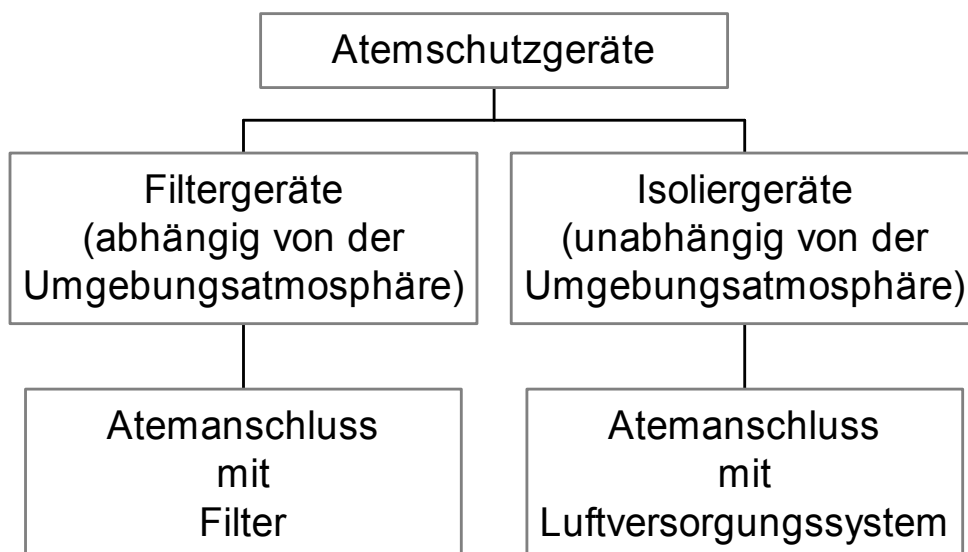 Atemschutzgeräte
Filtergeräte
(abhängig von der
Umgebungsatmosphäre)
Isoliergeräte
(unabhängig von der
Umgebungsatmosphäre)
Atemanschluss
mit
Filter
Atemanschluss
mit
Luftversorgungssystem